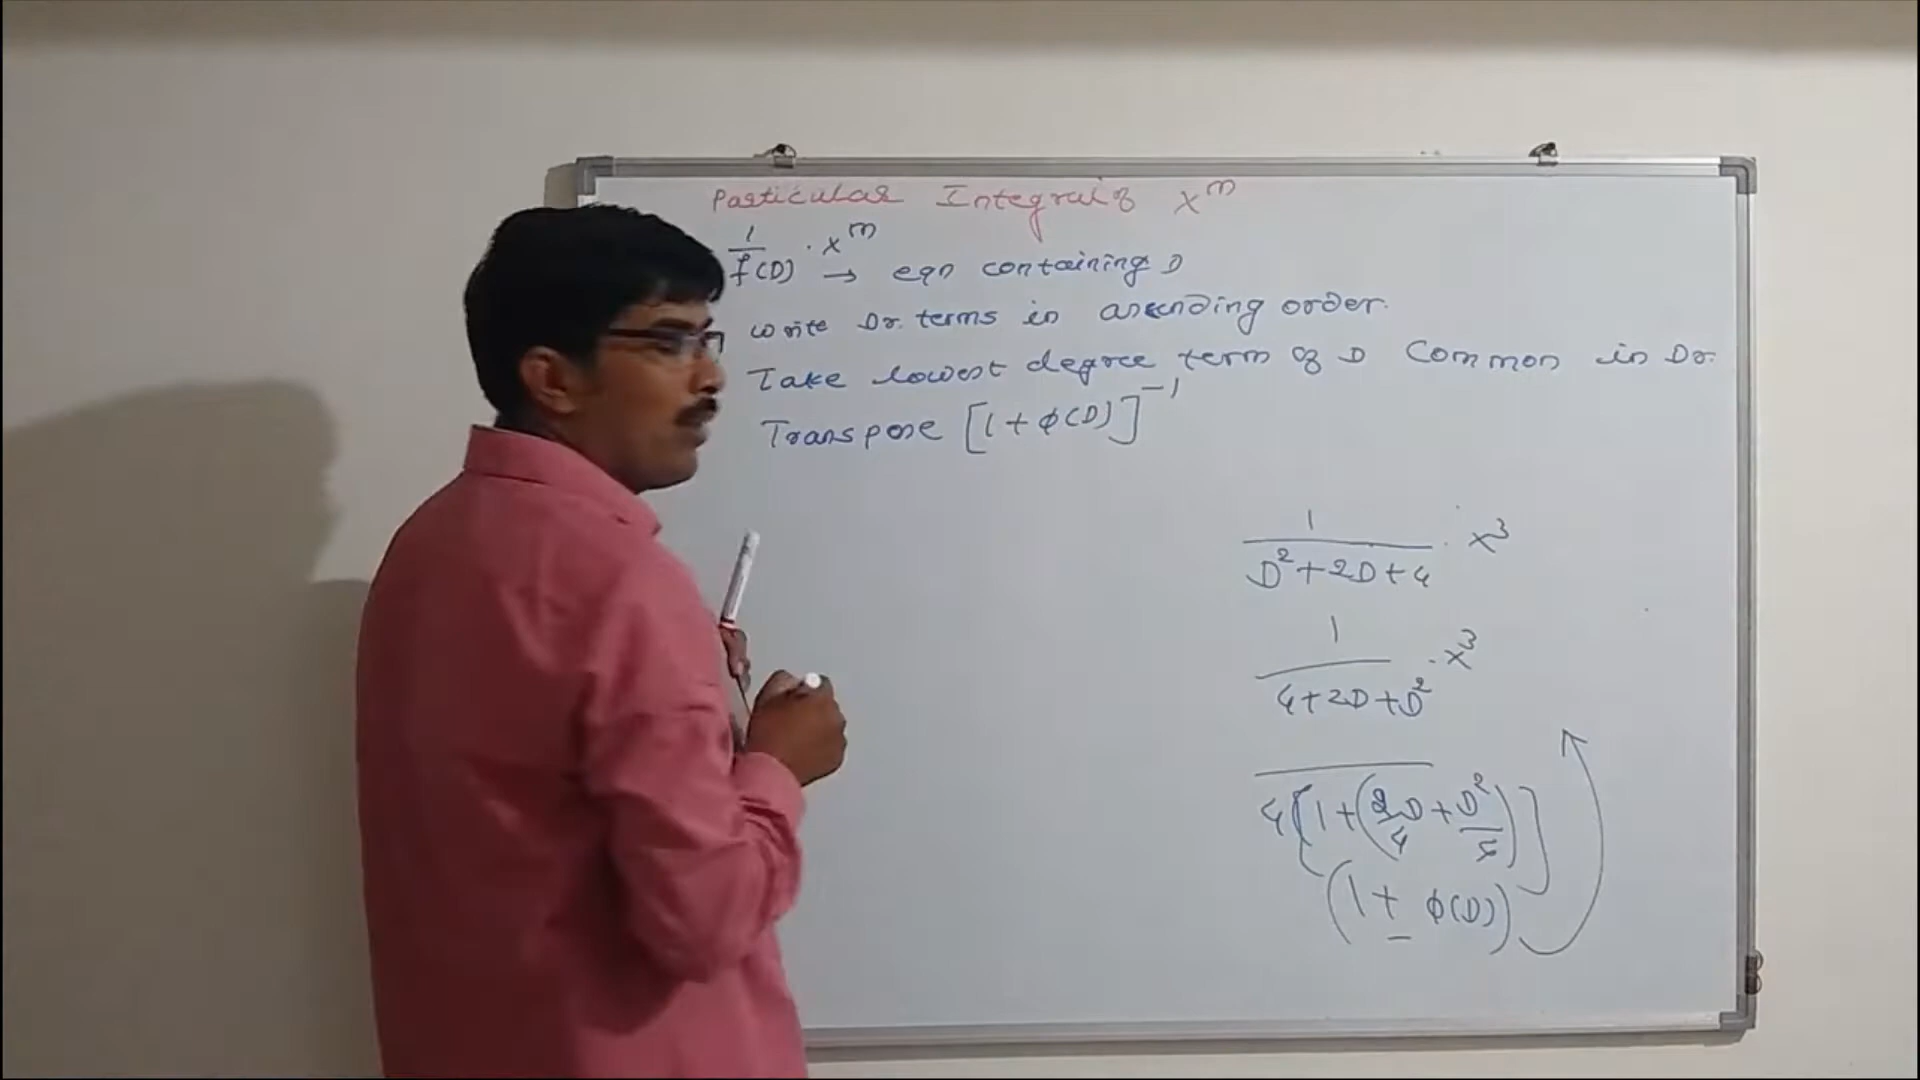 Particular Integral of x^m
1
f(D) · x^m → eqn containing D
write Dr. terms in ascending order.
Take lowest degree term of D Common in Dr.
Transpose [1+ϕ(D)]^-1
1
D²+2D+4 · x³
1
4+2D+D² · x³
4[1+(2D/4+D²/4)]
(1± ϕ(D))